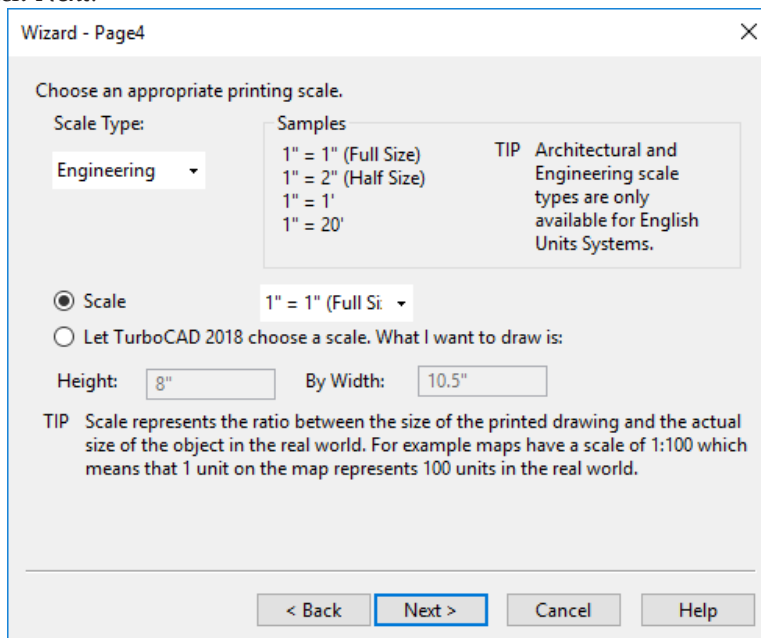 Wizard - Page4
Choose an appropriate printing scale.
Scale Type:
Engineering
Samples
1" = 1" (Full Size)
1" = 2" (Half Size)
1" = 1'
1" = 20'
TIP Architectural and
Engineering scale
types are only
available for English
Units Systems.
Scale
1" = 1" (Full Si
Let TurboCAD 2018 choose a scale. What I want to draw is:
Height: 8" By Width: 10.5"
TIP Scale represents the ratio between the size of the printed drawing and the actual
size of the object in the real world. For example maps have a scale of 1:100 which
means that 1 unit on the map represents 100 units in the real world.
< Back Next > Cancel Help